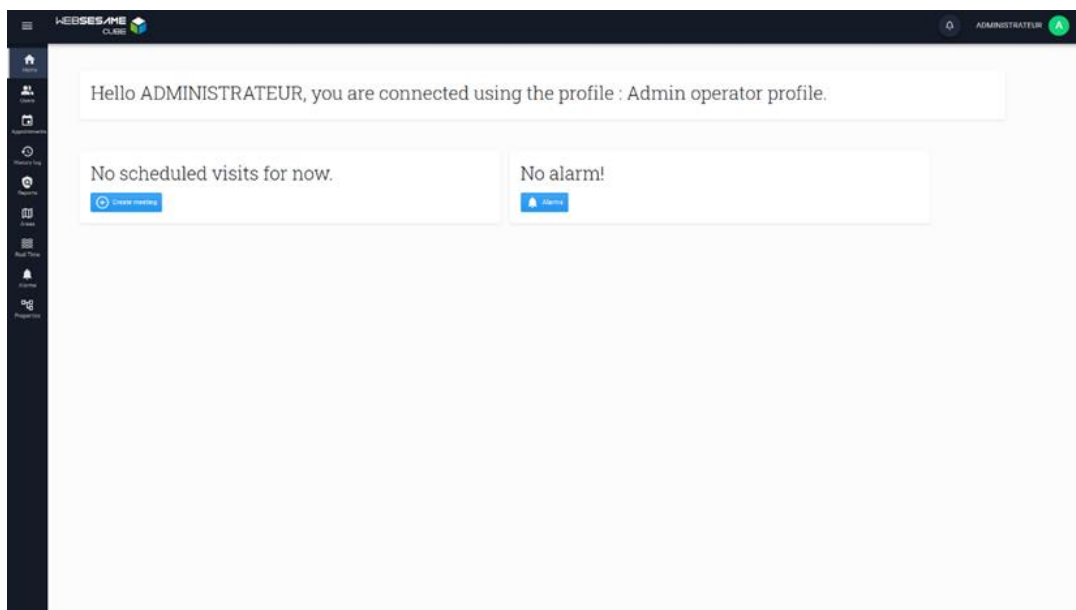 WEBSESAME
CUBE
ADMINISTRATEUR
A
Home
Users
Appointments
History log
Reports
Areas
Real Time
Alarms
Properties
Hello ADMINISTRATEUR, you are connected using the profile : Admin operator profile.
No scheduled visits for now.
Create meeting
No alarm!
Alarms